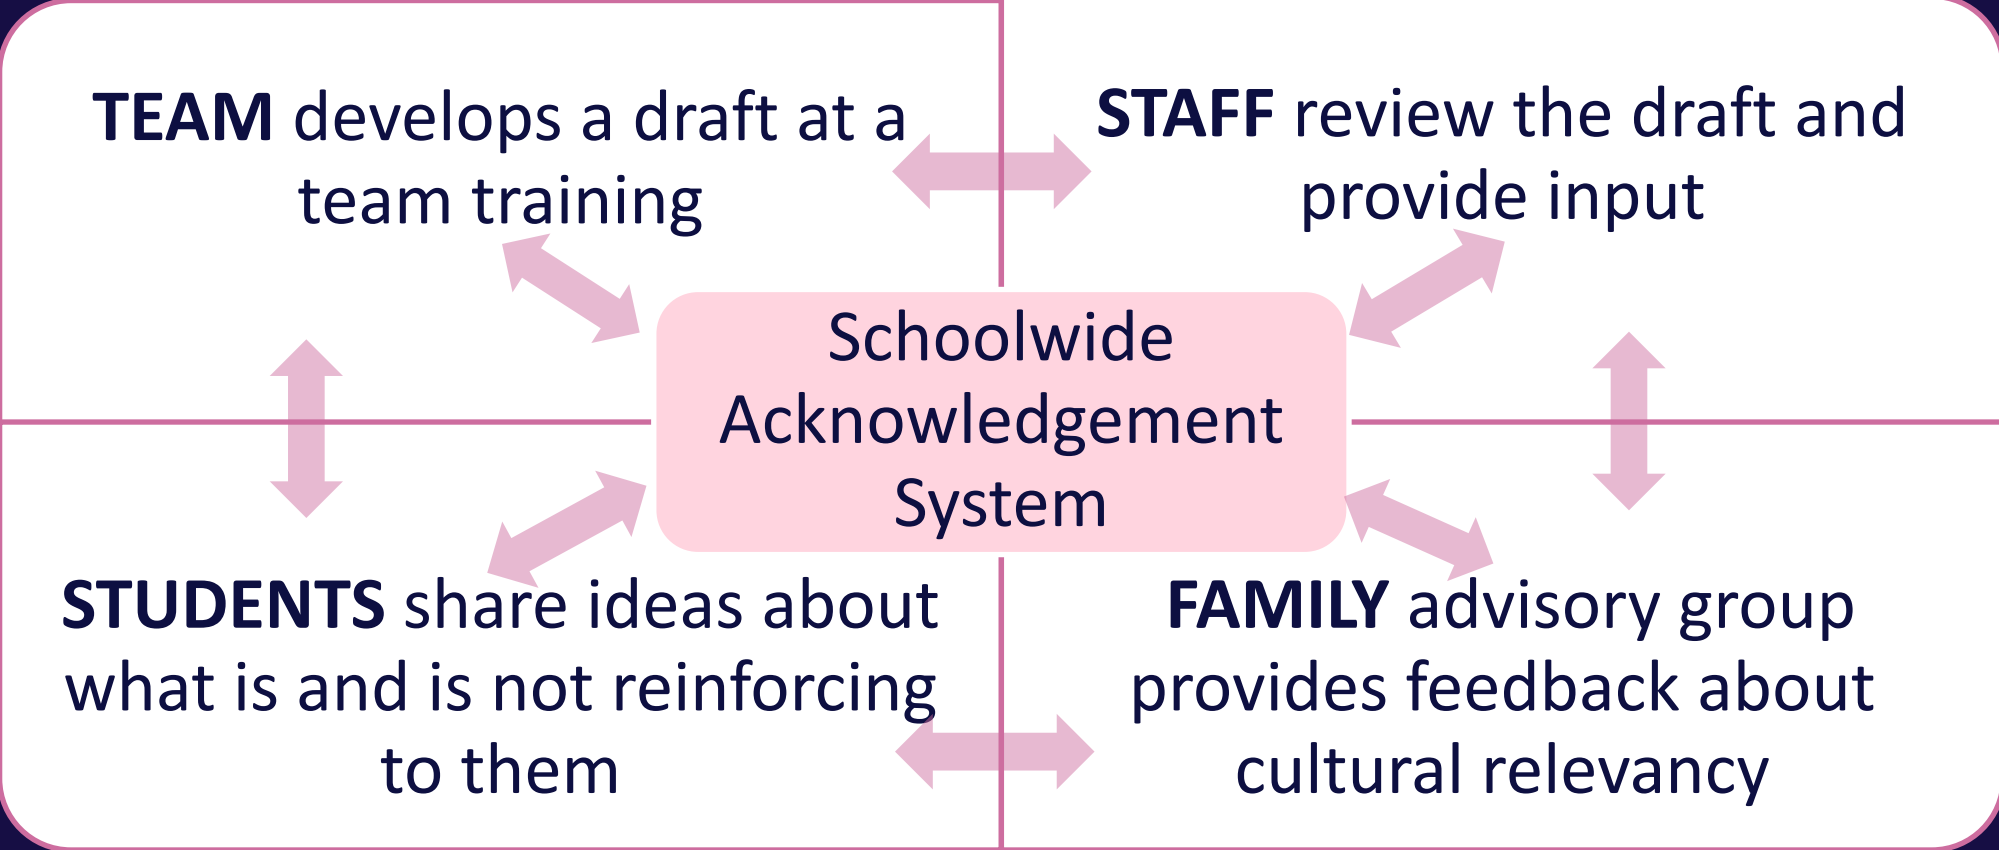 TEAM develops a draft at a
team training
STAFF review the draft and
provide input
Schoolwide
Acknowledgement
System
STUDENTS share ideas about
what is and is not reinforcing
to them
FAMILY advisory group
provides feedback about
cultural relevancy